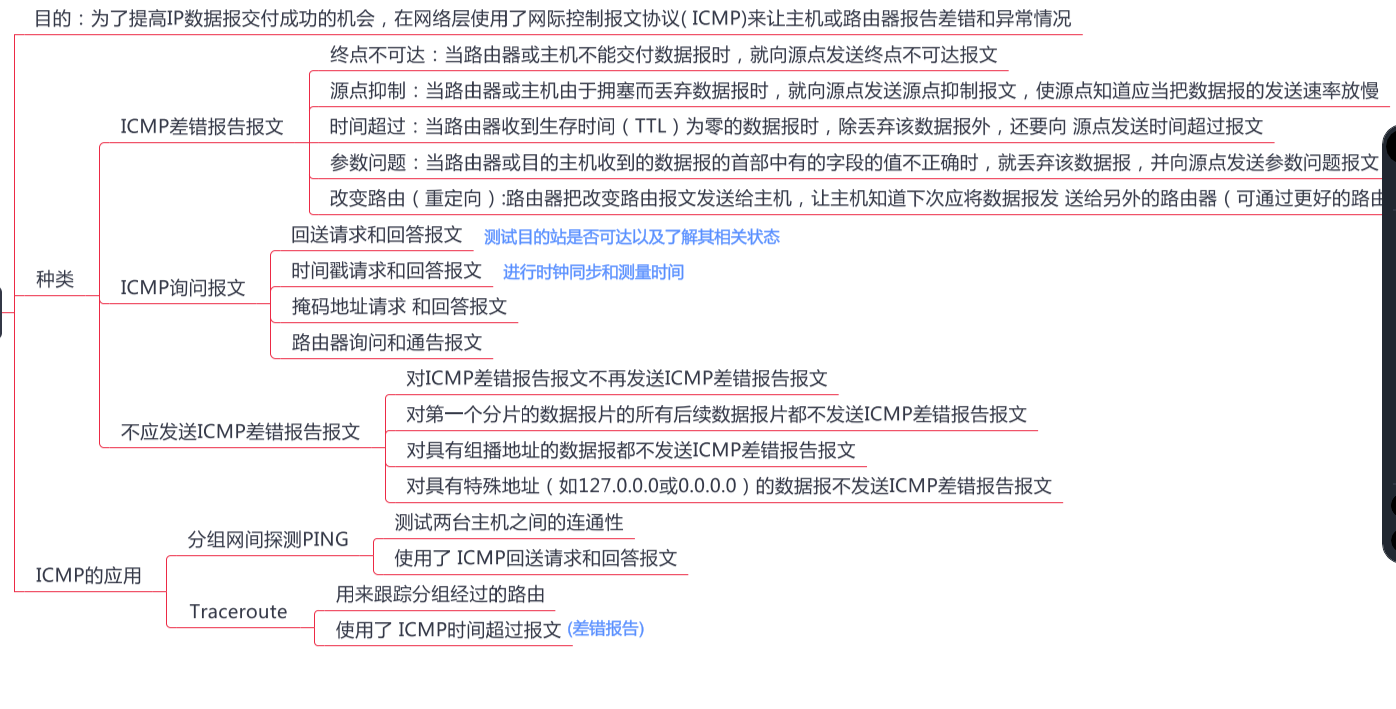 目的：为了提高IP数据报交付成功的机会，在网络层使用了网际控制报文协议( ICMP)来让主机或路由器报告差错和异常情况
终点不可达：当路由器或主机不能交付数据报时，就向源点发送终点不可达报文
源点抑制：当路由器或主机由于拥塞而丢弃数据报时，就向源点发送源点抑制报文，使源点知道应当把数据报的发送速率放慢
ICMP差错报告报文
时间超过：当路由器收到生存时间（TTL）为零的数据报时，除丢弃该数据报外，还要向 源点发送时间超过报文
参数问题：当路由器或目的主机收到的数据报的首部中有的字段的值不正确时，就丢弃该数据报，并向源点发送参数问题报文
改变路由（重定向）:路由器把改变路由报文发送给主机，让主机知道下次应将数据报发 送给另外的路由器（可通过更好的路由
回送请求和回答报文 测试目的站是否可达以及了解其相关状态
种类
ICMP询问报文
时间戳请求和回答报文 进行时钟同步和测量时间
掩码地址请求 和回答报文
路由器询问和通告报文
对ICMP差错报告报文不再发送ICMP差错报告报文
对第一个分片的数据报片的所有后续数据报片都不发送ICMP差错报告报文
不应发送ICMP差错报告报文
对具有组播地址的数据报都不发送ICMP差错报告报文
对具有特殊地址（如127.0.0.0或0.0.0.0）的数据报不发送ICMP差错报告报文
分组网间探测PING
测试两台主机之间的连通性
使用了 ICMP回送请求和回答报文
ICMP的应用
Traceroute
用来跟踪分组经过的路由
使用了 ICMP时间超过报文 (差错报告)